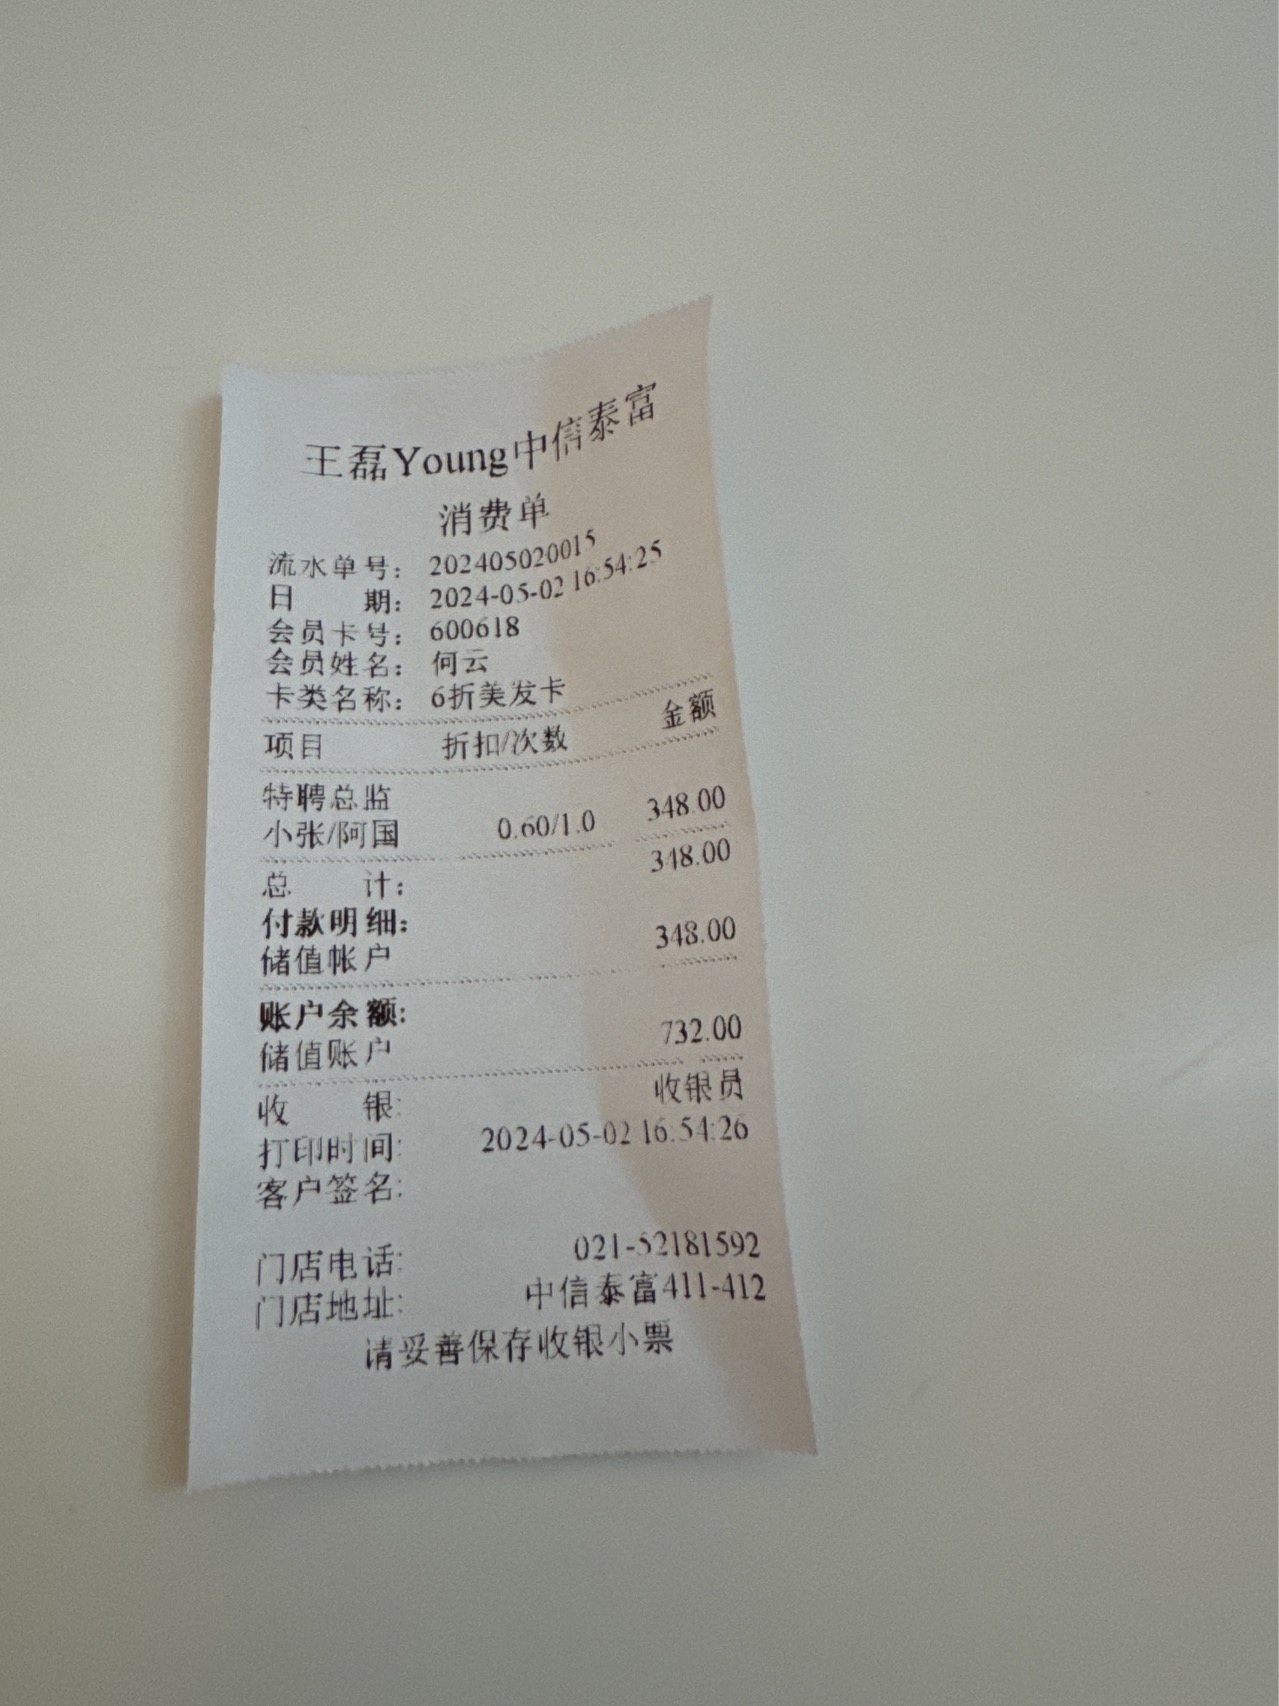 王磊Young中信泰富
消费单
流水单号： 202405020015
日　　期： 2024-05-02 16:54:25
会员卡号： 600618
会员姓名： 何云
卡类名称： 6折美发卡
项目 折扣/次数 金额
特聘总监
小张/阿国 0.60/1.0 348.00
总　　计： 348.00
付款明细：
储值帐户 348.00
账户余额:
储值账户 732.00
收　　银: 收银员
打印时间: 2024-05-02 16:54:26
客户签名:
门店电话: 021-52181592
门店地址: 中信泰富411-412
请妥善保存收银小票